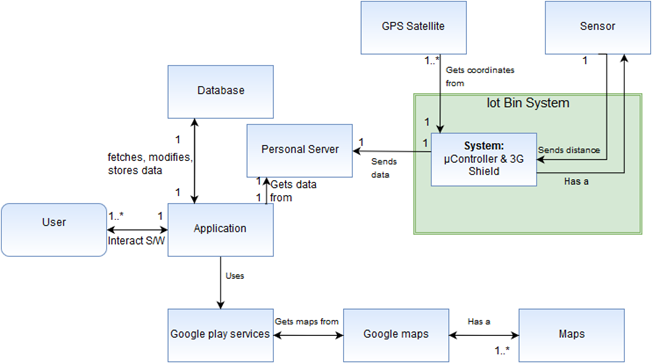 GPS Satellite
Sensor
1..*
1
Gets coordinates
from
Iot Bin System
Database
1
fetches, modifies,
stores data
1
Personal Server
1
1
Sends
data
1
1
System:
µController & 3G
Shield
Sends distance
Has a
1
1
Gets data
from
User
1..*
1
Interact S/W
Application
Uses
Google play services
Gets maps from
Google maps
Has a
1..*
Maps